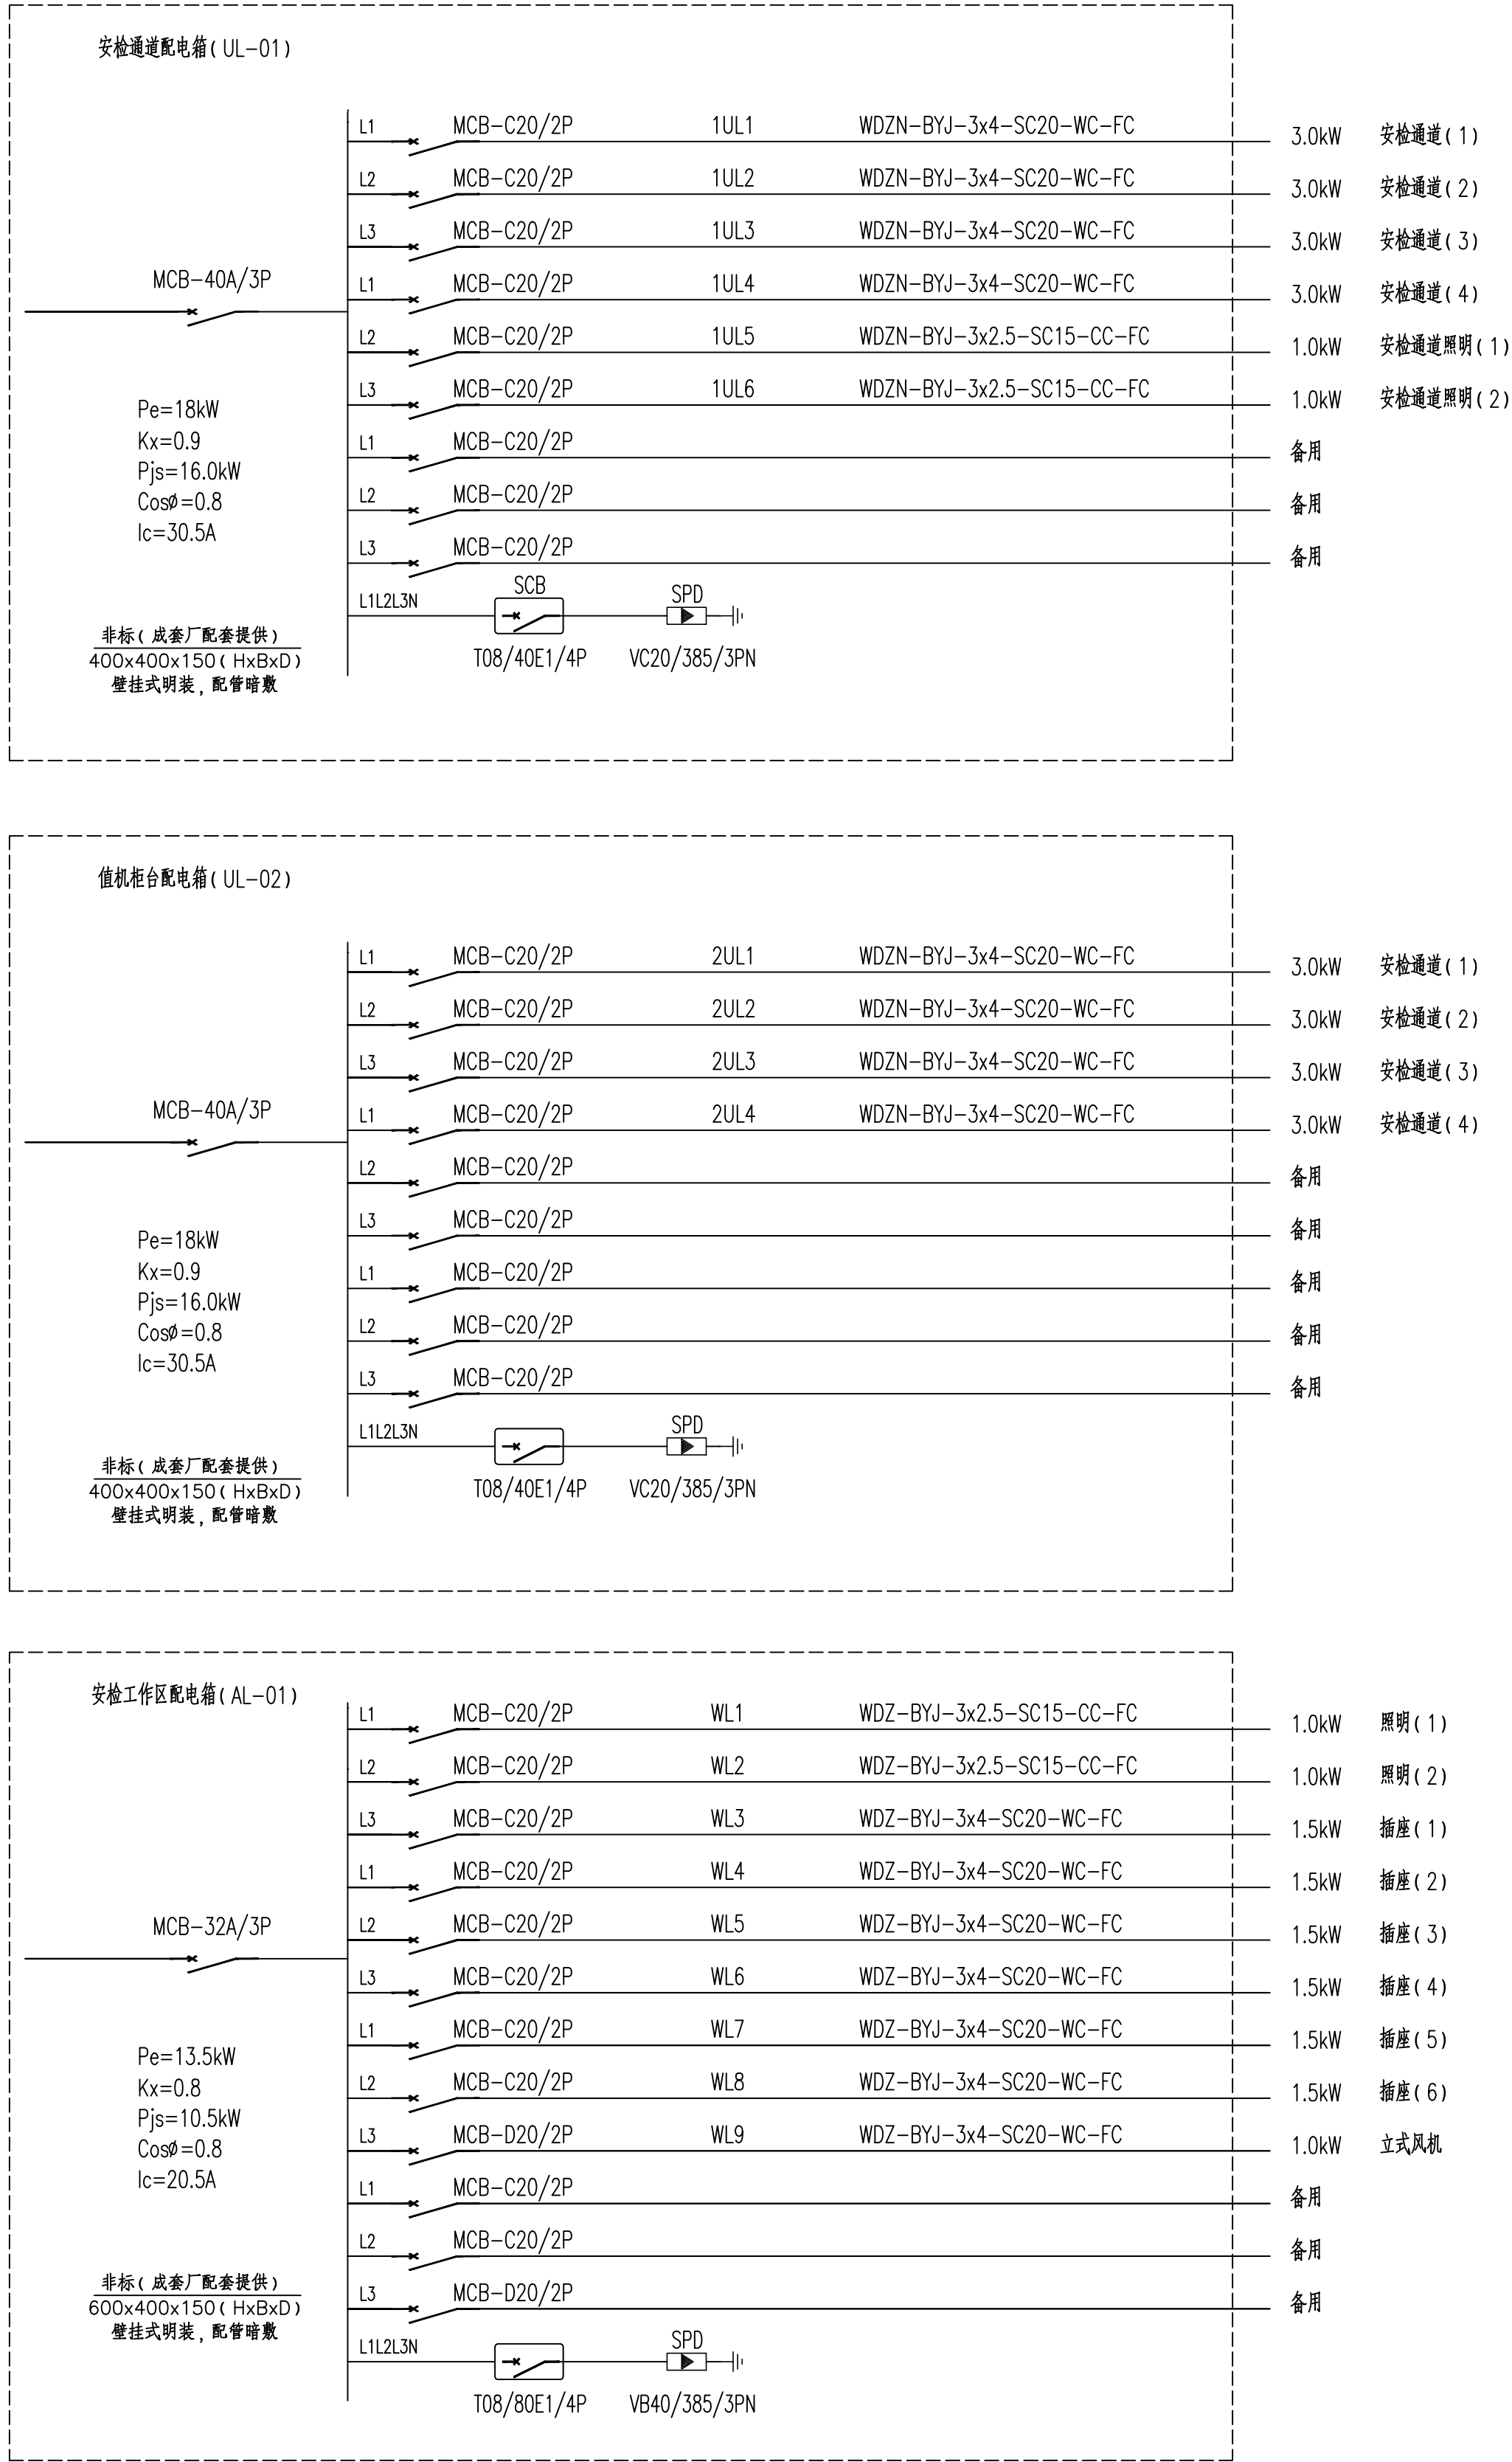 安检通道配电箱(UL-01)
L1 MCB-C20/2P 1UL1 WDZN-BYJ-3x4-SC20-WC-FC 3.0kW 安检通道(1)
L2 MCB-C20/2P 1UL2 WDZN-BYJ-3x4-SC20-WC-FC 3.0kW 安检通道(2)
L3 MCB-C20/2P 1UL3 WDZN-BYJ-3x4-SC20-WC-FC 3.0kW 安检通道(3)
MCB-40A/3P
L1 MCB-C20/2P 1UL4 WDZN-BYJ-3x4-SC20-WC-FC 3.0kW 安检通道(4)
L2 MCB-C20/2P 1UL5 WDZN-BYJ-3x2.5-SC15-CC-FC 1.0kW 安检通道照明(1)
L3 MCB-C20/2P 1UL6 WDZN-BYJ-3x2.5-SC15-CC-FC 1.0kW 安检通道照明(2)
L1 MCB-C20/2P 备用
L2 MCB-C20/2P 备用
L3 MCB-C20/2P 备用
Pe=18kW
Kx=0.9
Pjs=16.0kW
CosØ=0.8
Ic=30.5A
L1L2L3N SCB SPD
T08/40E1/4P VC20/385/3PN
非标(成套厂配套提供)
400x400x150(HxBxD)
壁挂式明装,配管暗敷
值机柜台配电箱(UL-02)
L1 MCB-C20/2P 2UL1 WDZN-BYJ-3x4-SC20-WC-FC 3.0kW 安检通道(1)
L2 MCB-C20/2P 2UL2 WDZN-BYJ-3x4-SC20-WC-FC 3.0kW 安检通道(2)
L3 MCB-C20/2P 2UL3 WDZN-BYJ-3x4-SC20-WC-FC 3.0kW 安检通道(3)
MCB-40A/3P
L1 MCB-C20/2P 2UL4 WDZN-BYJ-3x4-SC20-WC-FC 3.0kW 安检通道(4)
L2 MCB-C20/2P 备用
L3 MCB-C20/2P 备用
L1 MCB-C20/2P 备用
L2 MCB-C20/2P 备用
L3 MCB-C20/2P 备用
Pe=18kW
Kx=0.9
Pjs=16.0kW
CosØ=0.8
Ic=30.5A
L1L2L3N SPD
T08/40E1/4P VC20/385/3PN
非标(成套厂配套提供)
400x400x150(HxBxD)
壁挂式明装,配管暗敷
安检工作区配电箱(AL-01)
L1 MCB-C20/2P WL1 WDZ-BYJ-3x2.5-SC15-CC-FC 1.0kW 照明(1)
L2 MCB-C20/2P WL2 WDZ-BYJ-3x2.5-SC15-CC-FC 1.0kW 照明(2)
L3 MCB-C20/2P WL3 WDZ-BYJ-3x4-SC20-WC-FC 1.5kW 插座(1)
L1 MCB-C20/2P WL4 WDZ-BYJ-3x4-SC20-WC-FC 1.5kW 插座(2)
MCB-32A/3P
L2 MCB-C20/2P WL5 WDZ-BYJ-3x4-SC20-WC-FC 1.5kW 插座(3)
L3 MCB-C20/2P WL6 WDZ-BYJ-3x4-SC20-WC-FC 1.5kW 插座(4)
L1 MCB-C20/2P WL7 WDZ-BYJ-3x4-SC20-WC-FC 1.5kW 插座(5)
L2 MCB-C20/2P WL8 WDZ-BYJ-3x4-SC20-WC-FC 1.5kW 插座(6)
L3 MCB-D20/2P WL9 WDZ-BYJ-3x4-SC20-WC-FC 1.0kW 立式风机
L1 MCB-C20/2P 备用
L2 MCB-C20/2P 备用
L3 MCB-D20/2P 备用
Pe=13.5kW
Kx=0.8
Pjs=10.5kW
CosØ=0.8
Ic=20.5A
非标(成套厂配套提供)
600x400x150(HxBxD)
壁挂式明装,配管暗敷
L1L2L3N SPD
T08/80E1/4P VB40/385/3PN